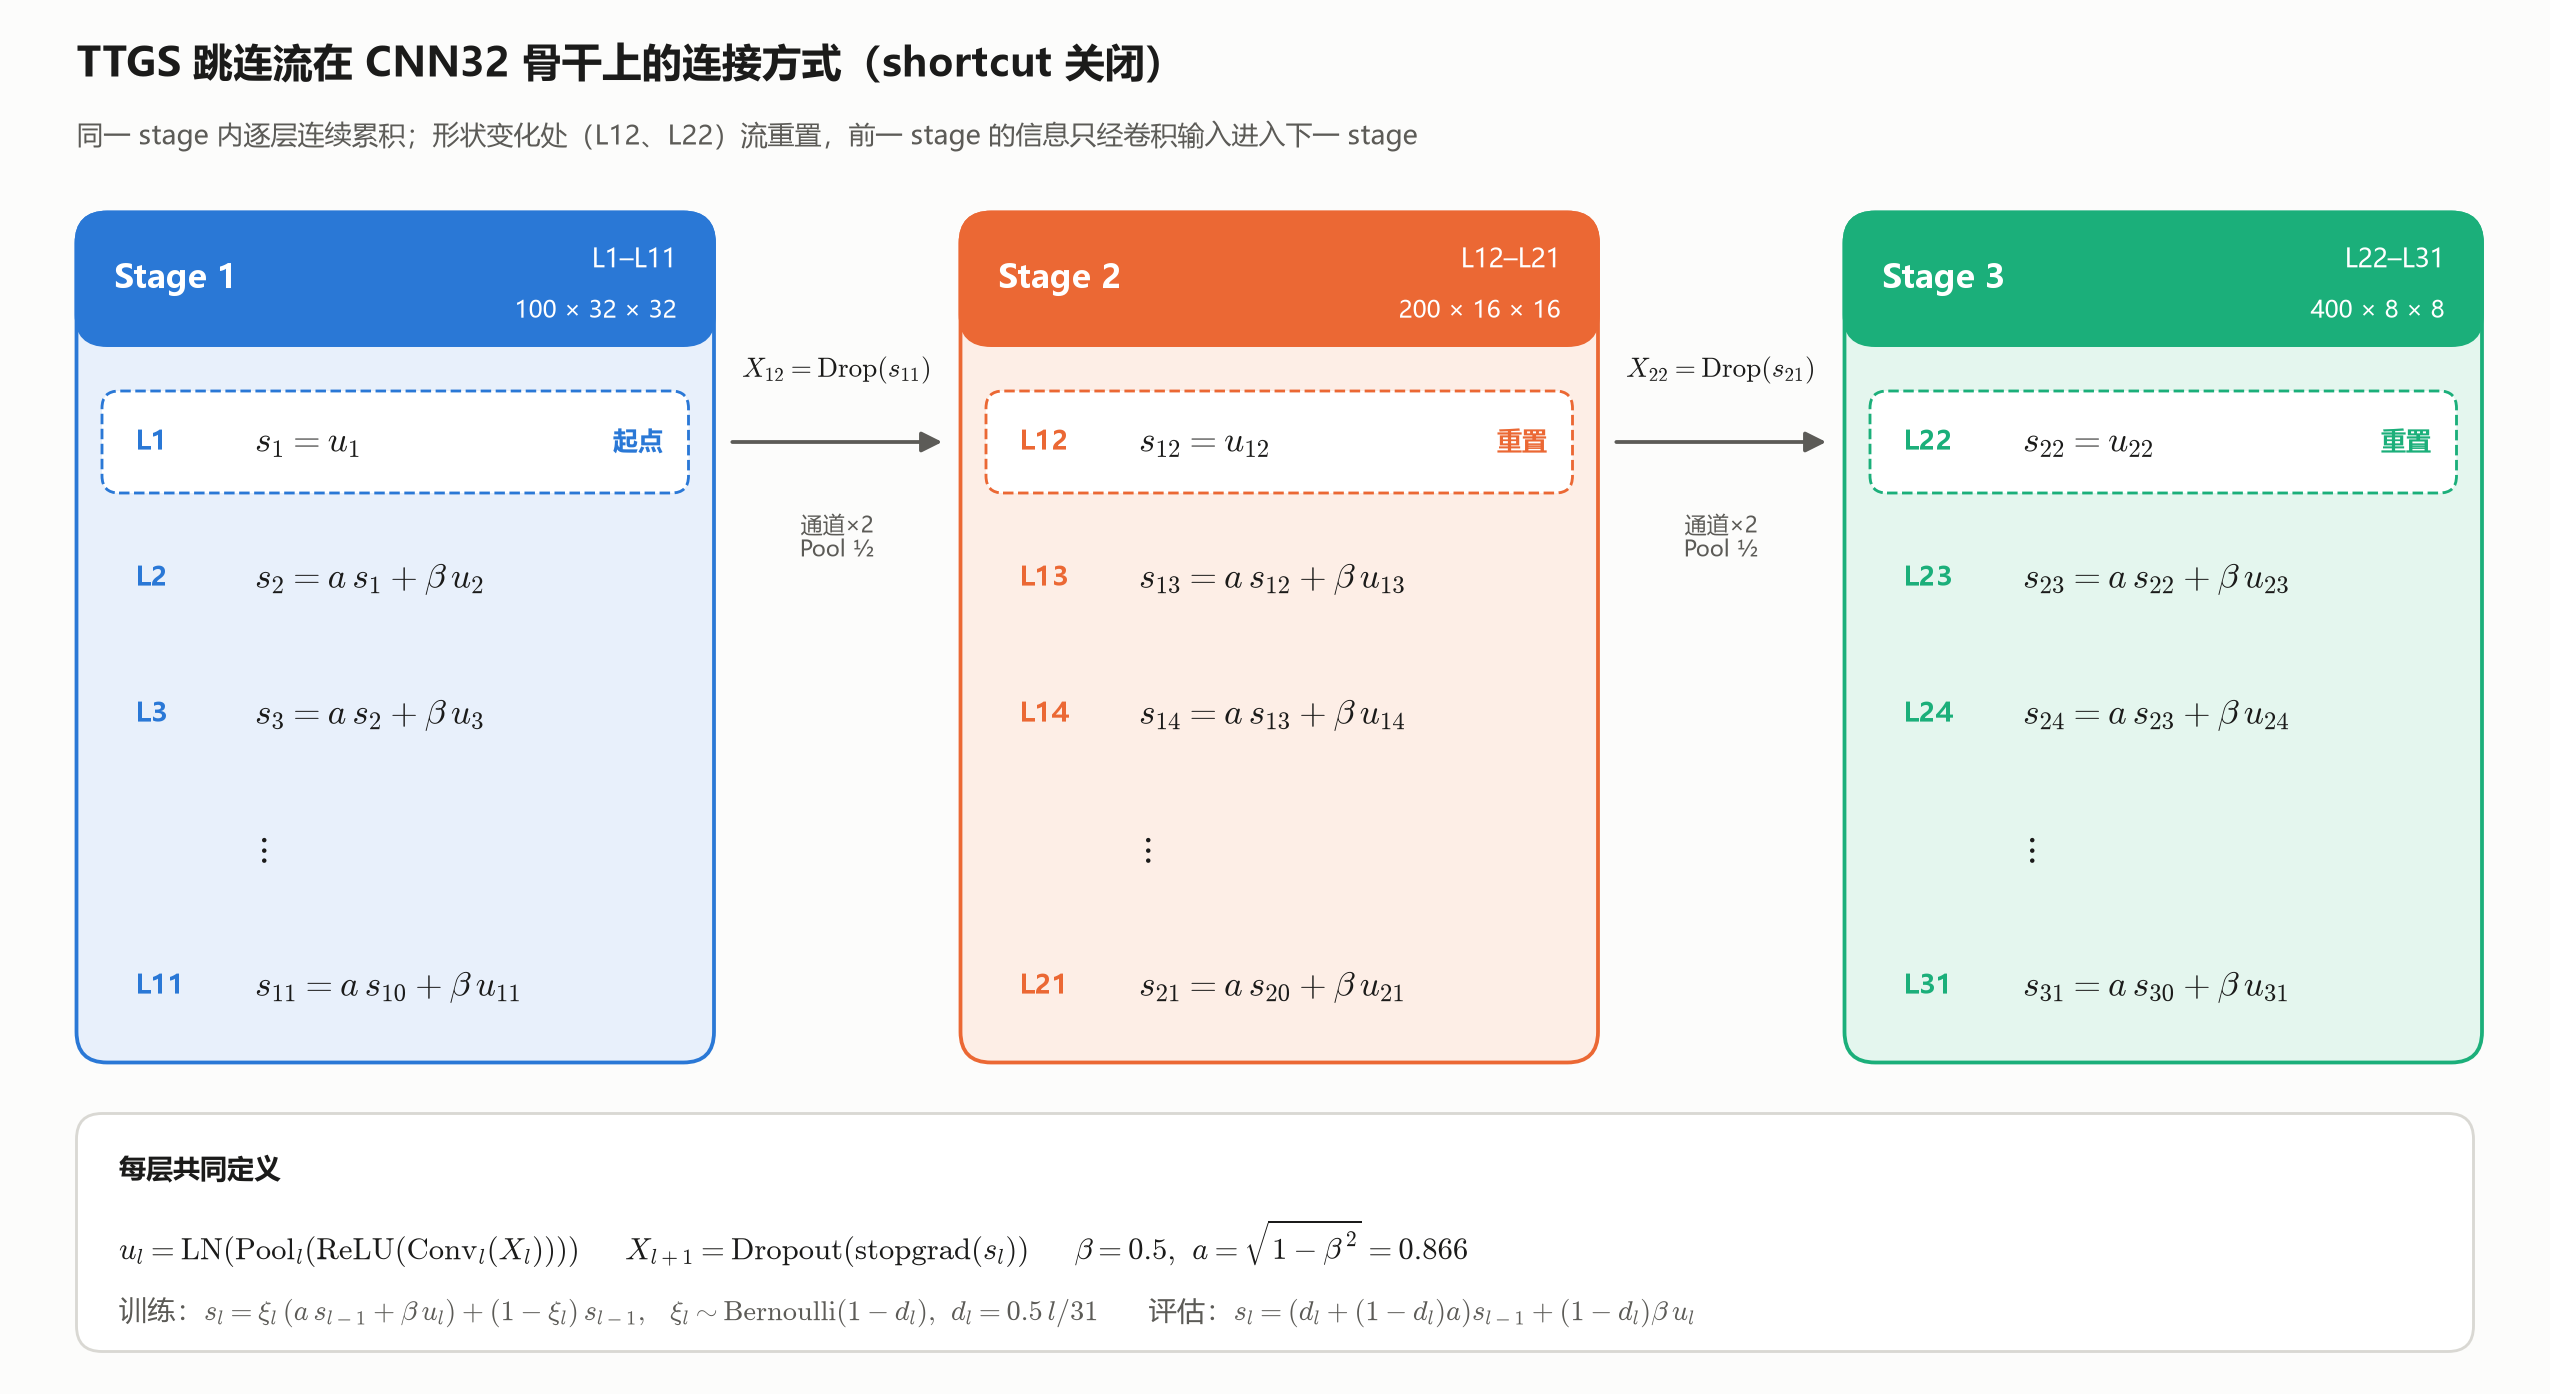 TTGS 跳连流在 CNN32 骨干上的连接方式（shortcut 关闭）
同一 stage 内逐层连续累积；形状变化处（L12、L22）流重置，前一 stage 的信息只经卷积输入进入下一 stage
Stage 1
L1–L11
100 × 32 × 32
L1 s₁ = u₁ 起点
L2 s₂ = a s₁ + β u₂
L3 s₃ = a s₂ + β u₃
⋮
L11 s₁₁ = a s₁₀ + β u₁₁
X₁₂ = Drop(s₁₁)
通道×2
Pool ½
Stage 2
L12–L21
200 × 16 × 16
L12 s₁₂ = u₁₂ 重置
L13 s₁₃ = a s₁₂ + β u₁₃
L14 s₁₄ = a s₁₃ + β u₁₄
⋮
L21 s₂₁ = a s₂₀ + β u₂₁
X₂₂ = Drop(s₂₁)
通道×2
Pool ½
Stage 3
L22–L31
400 × 8 × 8
L22 s₂₂ = u₂₂ 重置
L23 s₂₃ = a s₂₂ + β u₂₃
L24 s₂₄ = a s₂₃ + β u₂₄
⋮
L31 s₃₁ = a s₃₀ + β u₃₁
每层共同定义
u_l = LN(Pool_l(ReLU(Conv_l(X_l)))) X_{l+1} = Dropout(stopgrad(s_l)) β = 0.5, a = √(1 − β²) = 0.866
训练：s_l = ξ_l (a s_{l−1} + β u_l) + (1 − ξ_l) s_{l−1}, ξ_l ∼ Bernoulli(1 − d_l), d_l = 0.5 l/31 评估：s_l = (d_l + (1 − d_l)a)s_{l−1} + (1 − d_l)β u_l